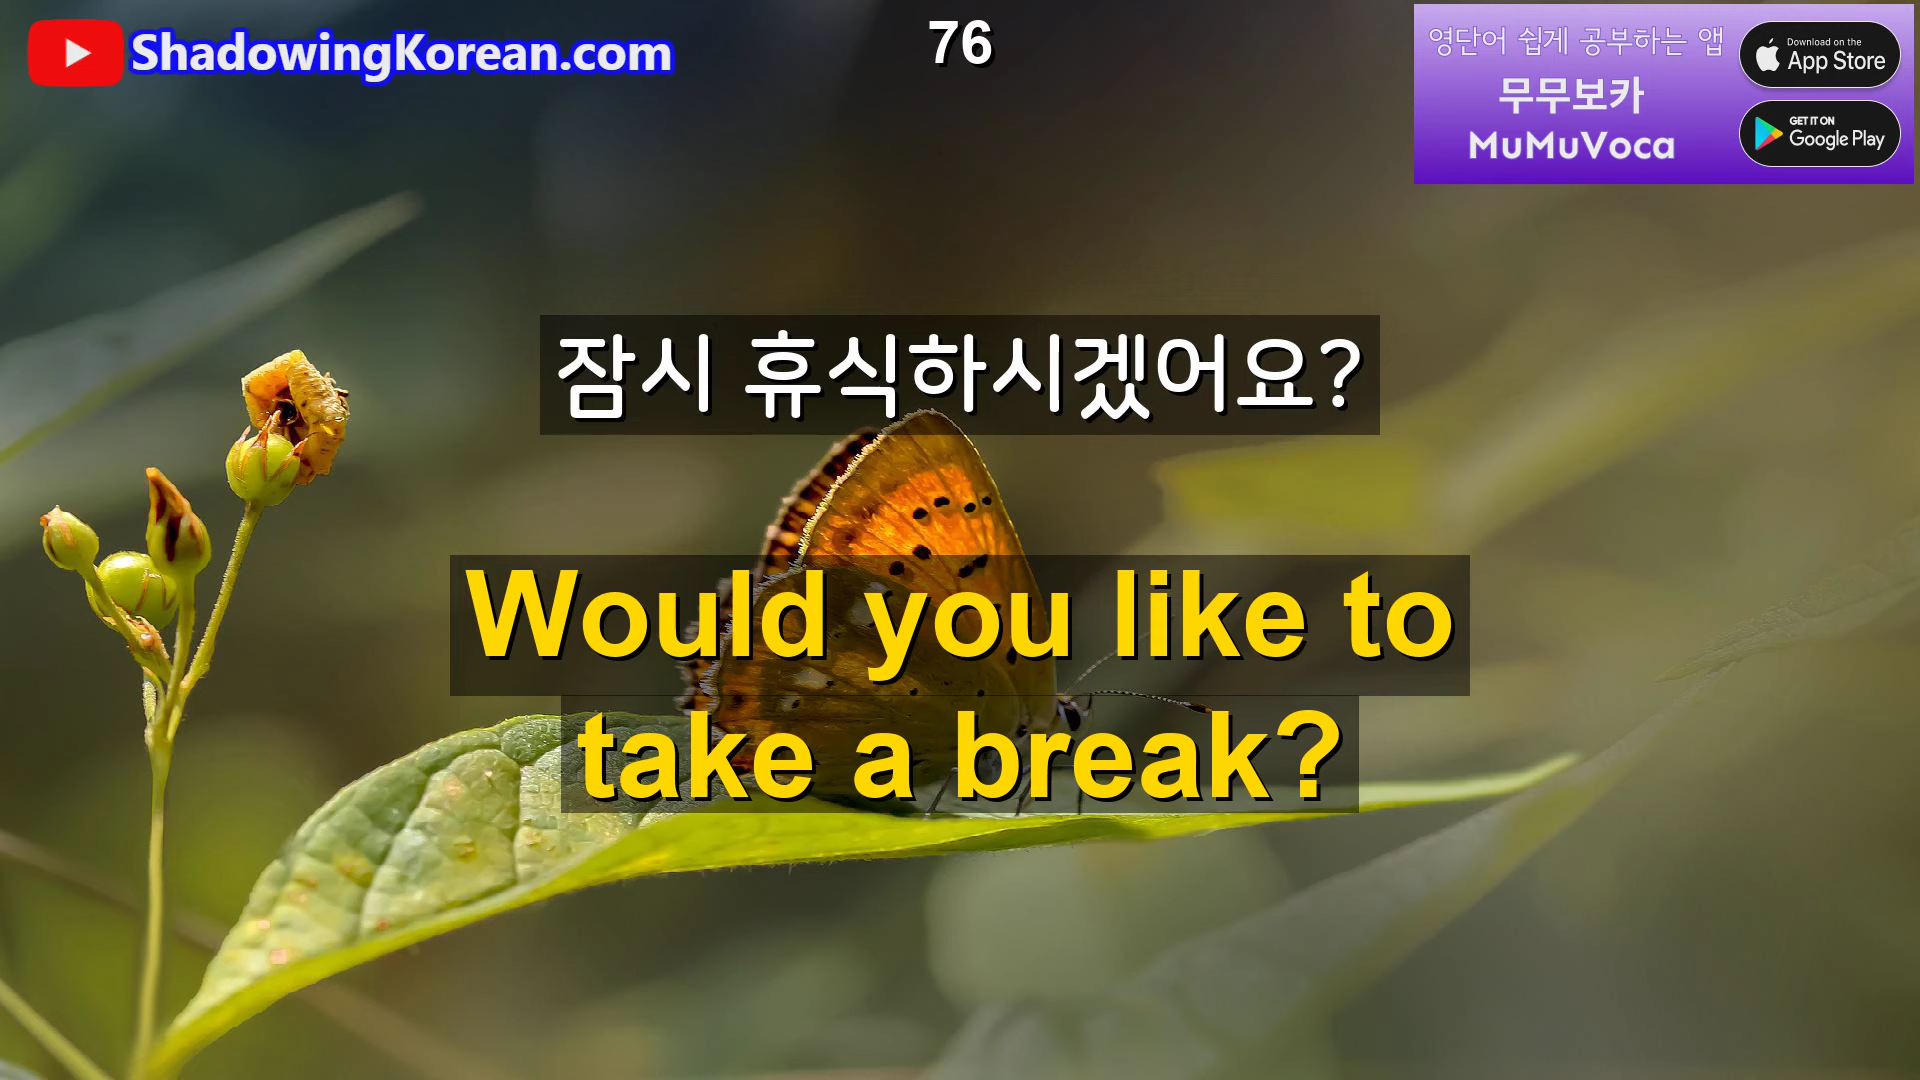 ShadowingKorean.com
76
영단어 쉽게 공부하는 앱
무무보카
MuMuVoca
Download on the
App Store
GET IT ON
Google Play
잠시 휴식하시겠어요?
Would you like to
take a break?